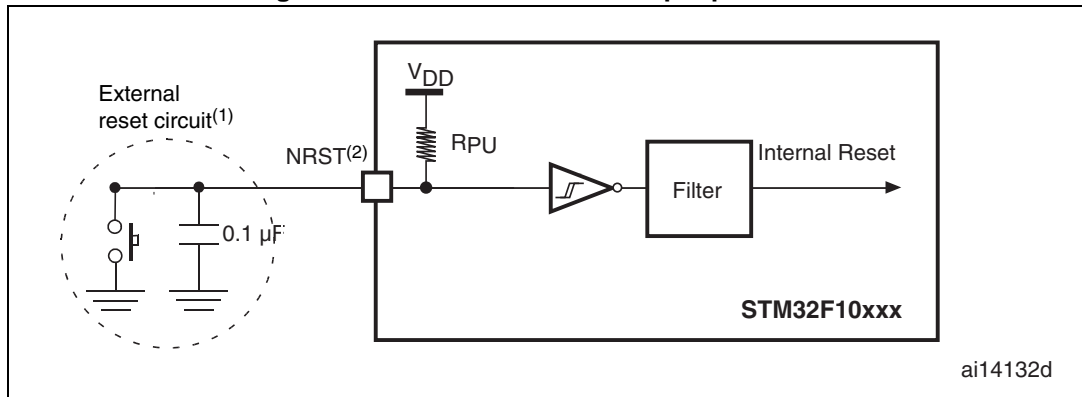 External
reset circuit(1)
VDD
NRST(2)
RPU
Internal Reset
Filter
0.1 µF
STM32F10xxx
ai14132d